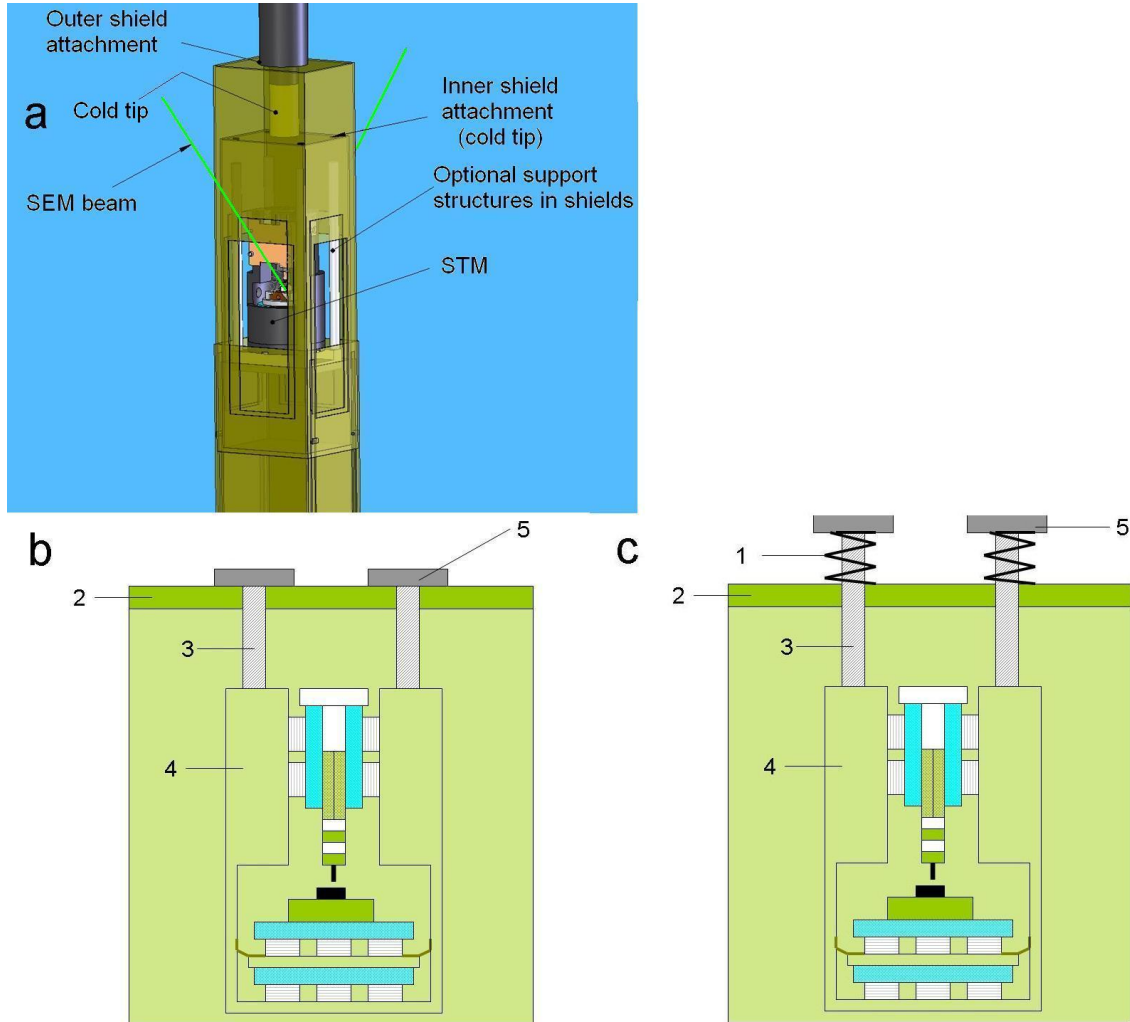 Outer shield
attachment
a
Cold tip
Inner shield
attachment
(cold tip)
SEM beam
Optional support
structures in shields
STM
b
5
2
3
4
c
5
1
2
3
4